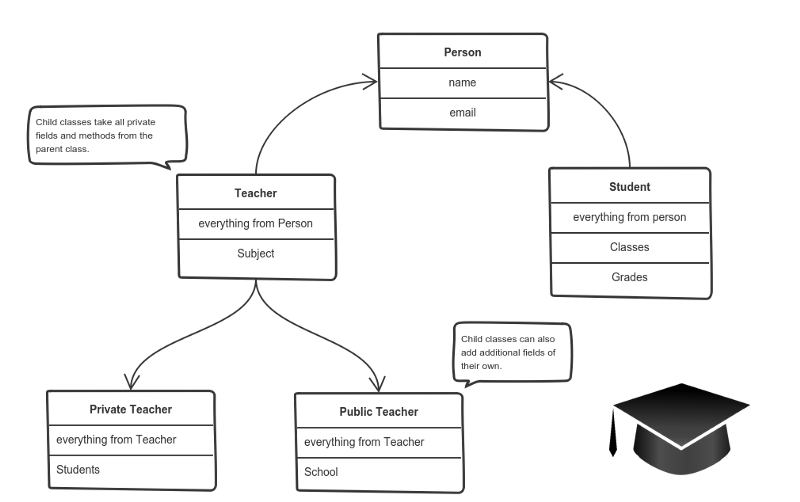 Person
name
email
Child classes take all private
fields and methods from the
parent class.
Teacher
everything from Person
Subject
Student
everything from person
Classes
Grades
Child classes can also
add additional fields of
their own.
Private Teacher
everything from Teacher
Students
Public Teacher
everything from Teacher
School